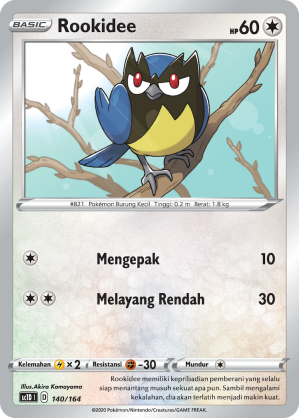 BASIC Rookidee HP60
#821 Pokémon Burung Kecil Tinggi: 0.2 m Berat: 1.8 kg
Mengepak 10
Melayang Rendah 30
Kelemahan ×2 Resistansi -30 Mundur
Rookidee memiliki kepribadian pemberani yang selalu
siap menantang musuh sekuat apa pun. Sambil mengalami
kekalahan, dia akan terlatih menjadi makin kuat.
Illus. Akira Komayama
SC1D I D 140/164
©2020 Pokémon/Nintendo/Creatures/GAME FREAK.